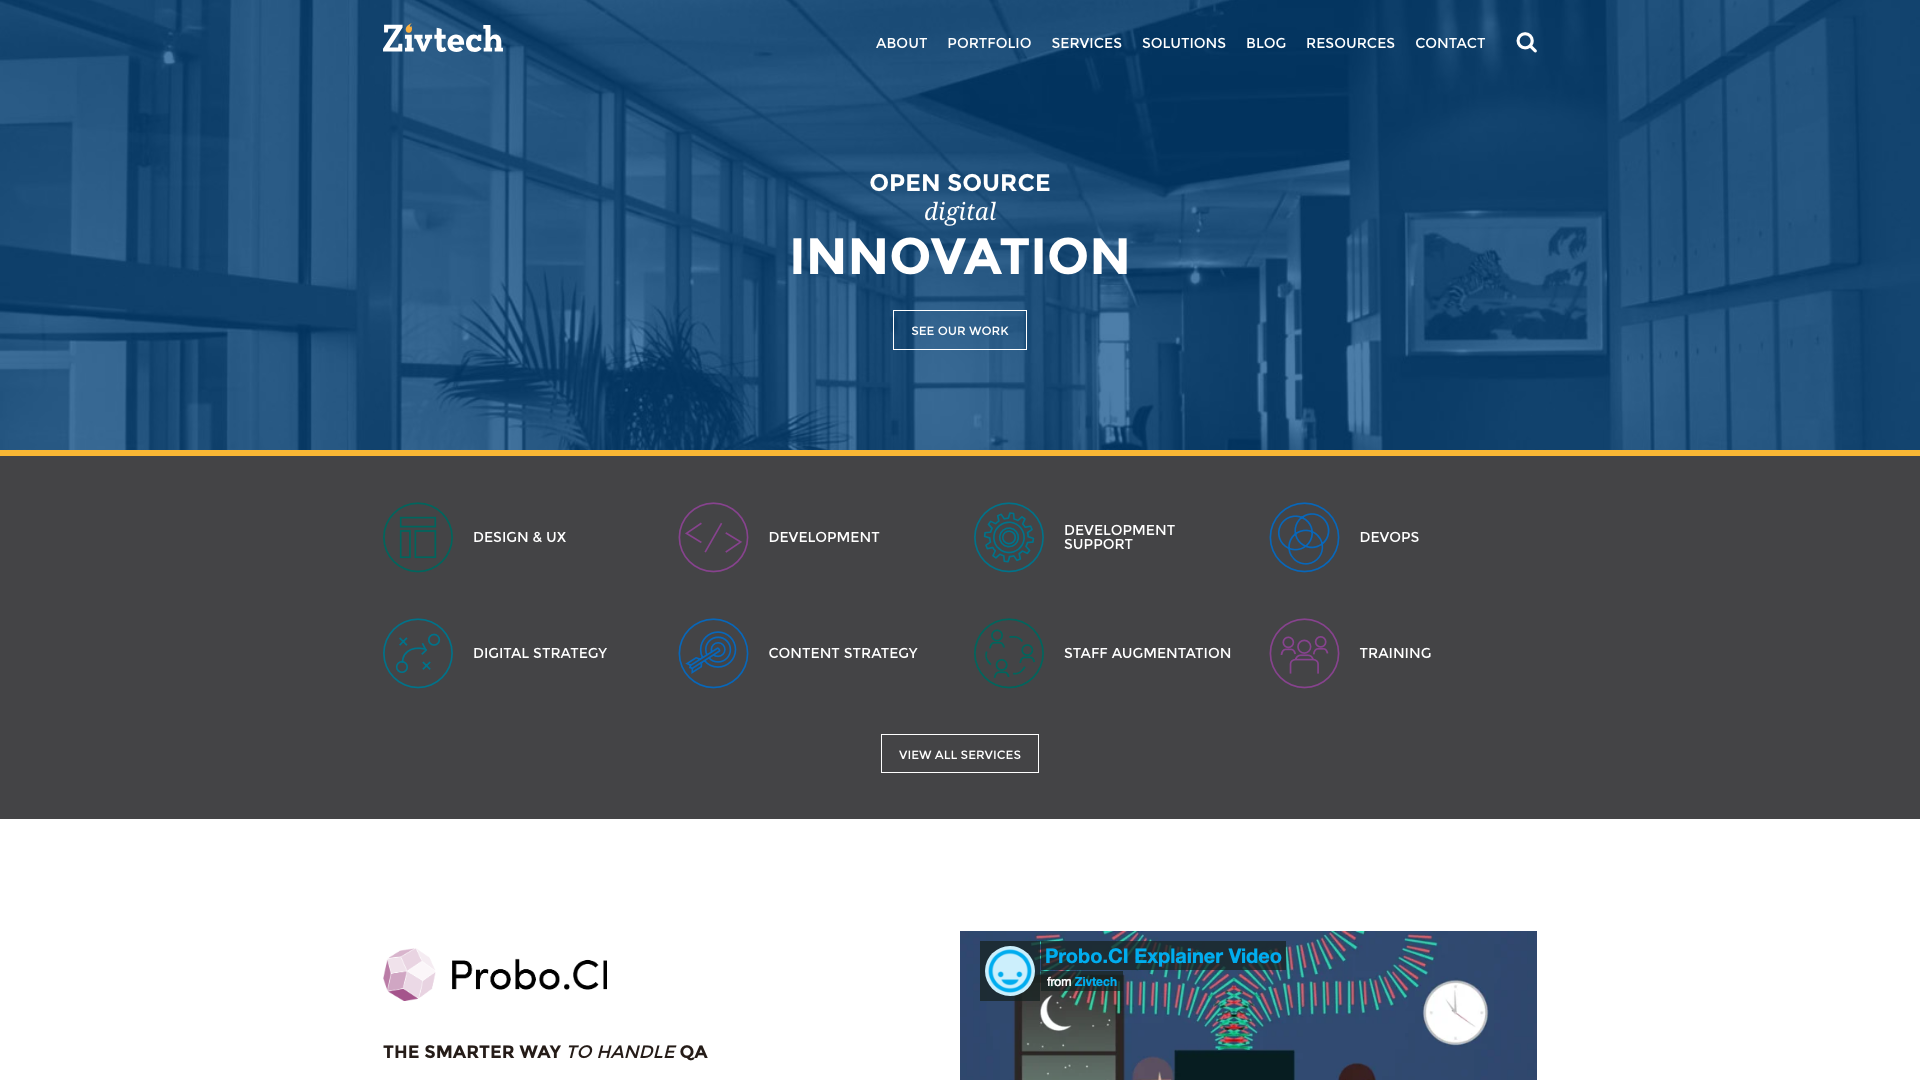 Zivtech
ABOUT PORTFOLIO SERVICES SOLUTIONS BLOG RESOURCES CONTACT
OPEN SOURCE
digital
INNOVATION
SEE OUR WORK
DESIGN & UX
DEVELOPMENT
DEVELOPMENT
SUPPORT
DEVOPS
DIGITAL STRATEGY
CONTENT STRATEGY
STAFF AUGMENTATION
TRAINING
VIEW ALL SERVICES
Probo.CI
THE SMARTER WAY TO HANDLE QA
Probo.CI Explainer Video
from Zivtech